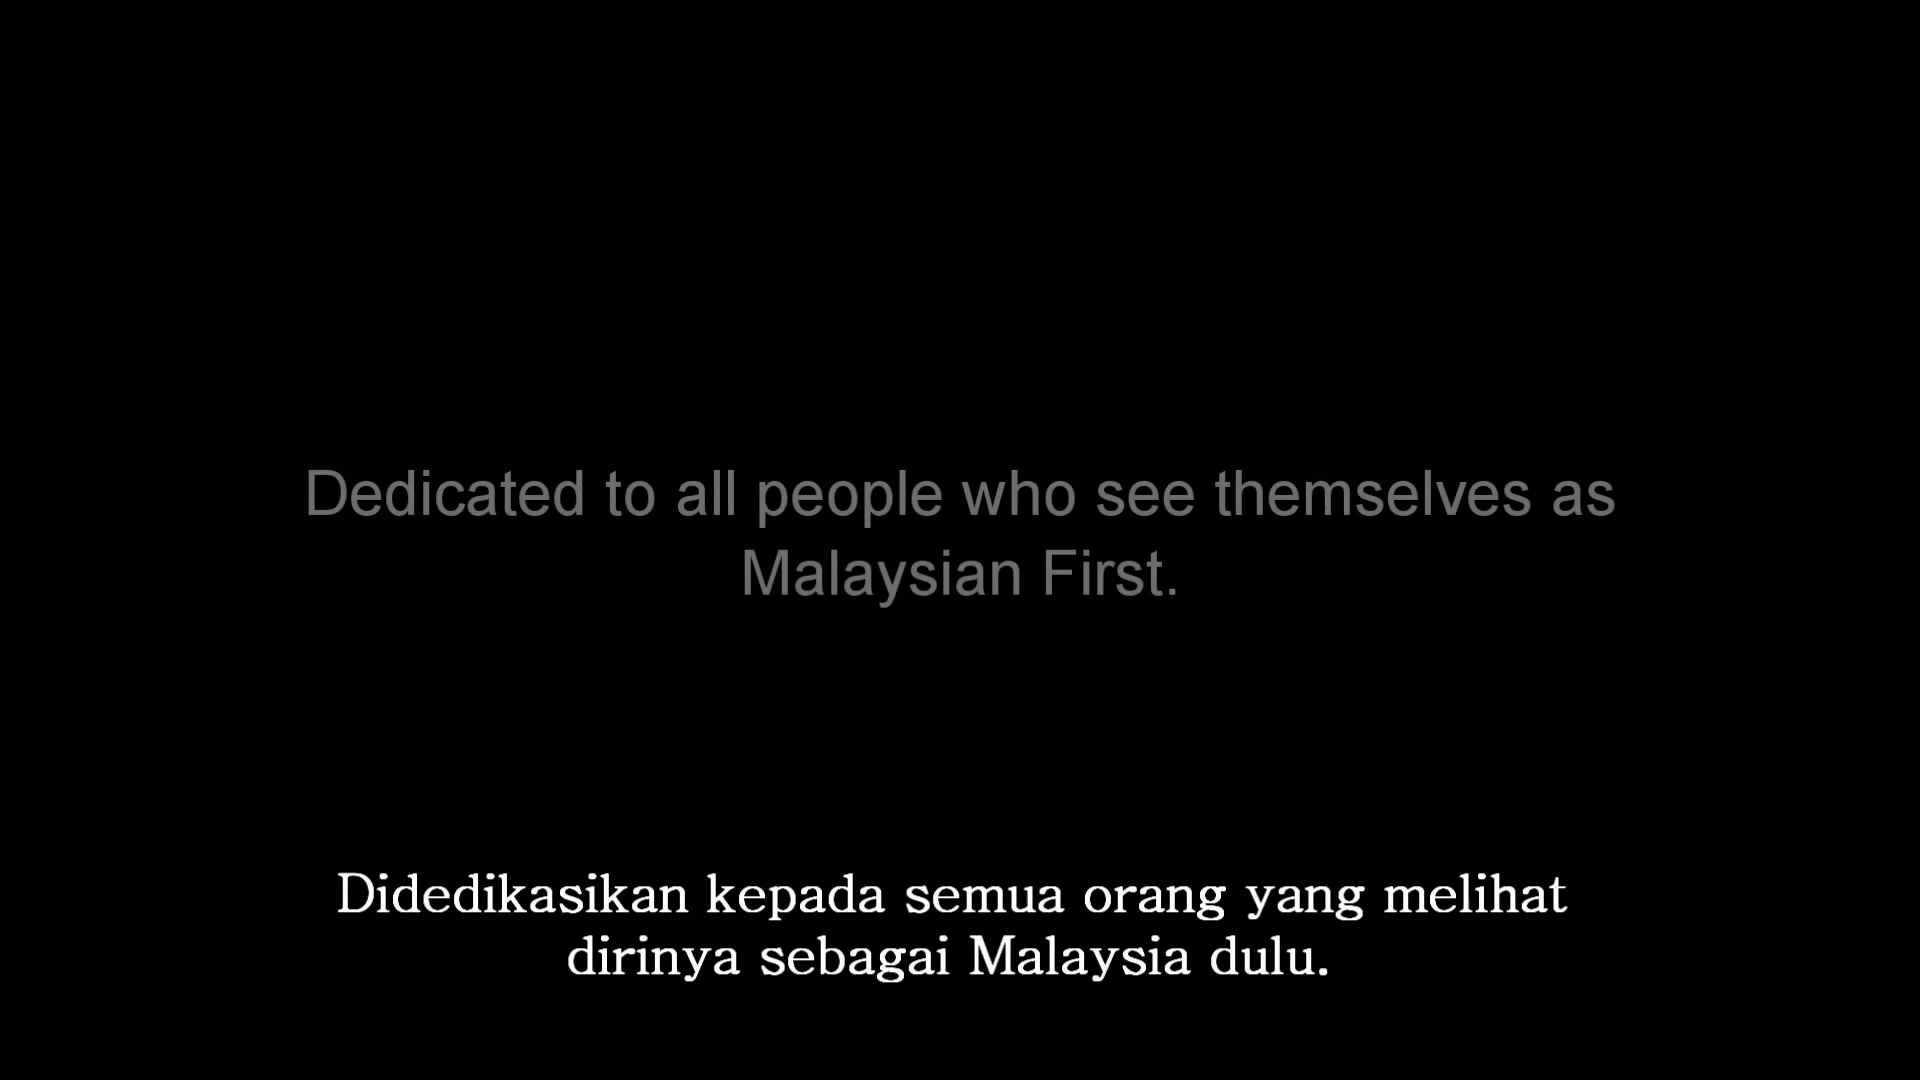 Dedicated to all people who see themselves as
Malaysian First.
Didedikasikan kepada semua orang yang melihat
dirinya sebagai Malaysia dulu.